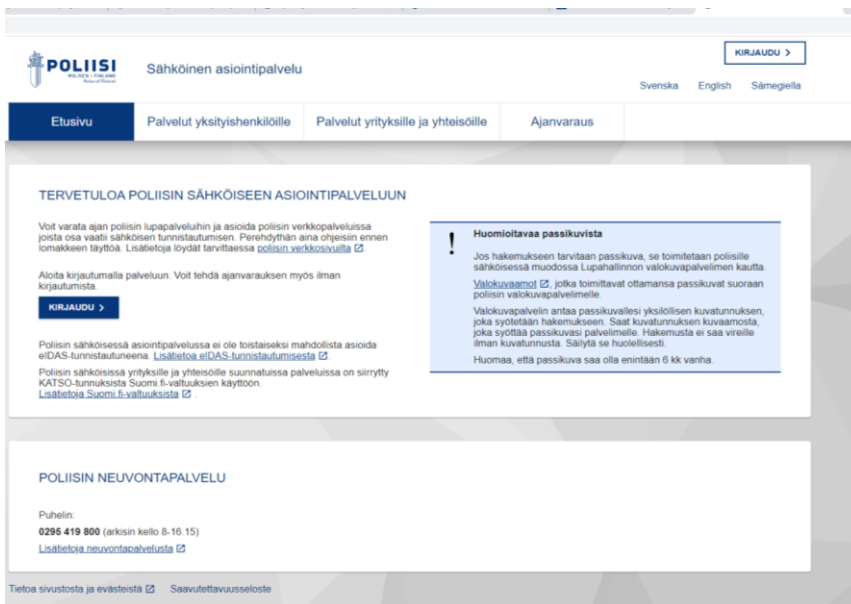 POLIISI
POLISEN I FINLAND
Police of Finland
Sähköinen asiointipalvelu
KIRJAUDU >
Svenska English Sámegiella
Etusivu Palvelut yksityishenkilöille Palvelut yrityksille ja yhteisöille Ajanvaraus
TERVETULOA POLIISIN SÄHKÖISEEN ASIOINTIPALVELUUN
Voit varata ajan poliisin lupapalveluihin ja asioida poliisin verkkopalveluissa
joista osa vaatii sähköisen tunnistautumisen. Perehdythän aina ohjeisiin ennen
lomakkeen täyttöä. Lisätietoja löydät tarvittaessa poliisin verkkosivuilta.
Aloita kirjautumalla palveluun. Voit tehdä ajanvarauksen myös ilman
kirjautumista.
KIRJAUDU >
Poliisin sähköisessä asiointipalvelussa ei ole toistaiseksi mahdollista asioida
eIDAS-tunnistautuneena. Lisätietoa eIDAS-tunnistautumisesta.
Poliisin sähköisissä yrityksille ja yhteisöille suunnatuissa palveluissa on siirrytty
KATSO-tunnuksista Suomi.fi-valtuuksien käyttöön.
Lisätietoja Suomi.fi-valtuuksista .
! Huomioitavaa passikuvista
Jos hakemukseen tarvitaan passikuva, se toimitetaan poliisille
sähköisessä muodossa Lupahallinnon valokuvapalvelimen kautta.
Valokuvaamot, jotka toimittavat ottamansa passikuvat suoraan
poliisin valokuvapalvelimelle.
Valokuvapalvelin antaa passikuvallesi yksilöllisen kuvatunnuksen,
joka syötetään hakemukseen. Saat kuvatunnuksen kuvaamosta,
joka syöttää passikuvasi palvelimelle. Hakemusta ei saa vireille
ilman kuvatunnusta. Säilytä se huolellisesti.
Huomaa, että passikuva saa olla enintään 6 kk vanha.
POLIISIN NEUVONTAPALVELU
Puhelin:
0295 419 800 (arkisin kello 8-16.15)
Lisätietoja neuvontapalvelusta
Tietoa sivustosta ja evästeistä Saavutettavuusseloste